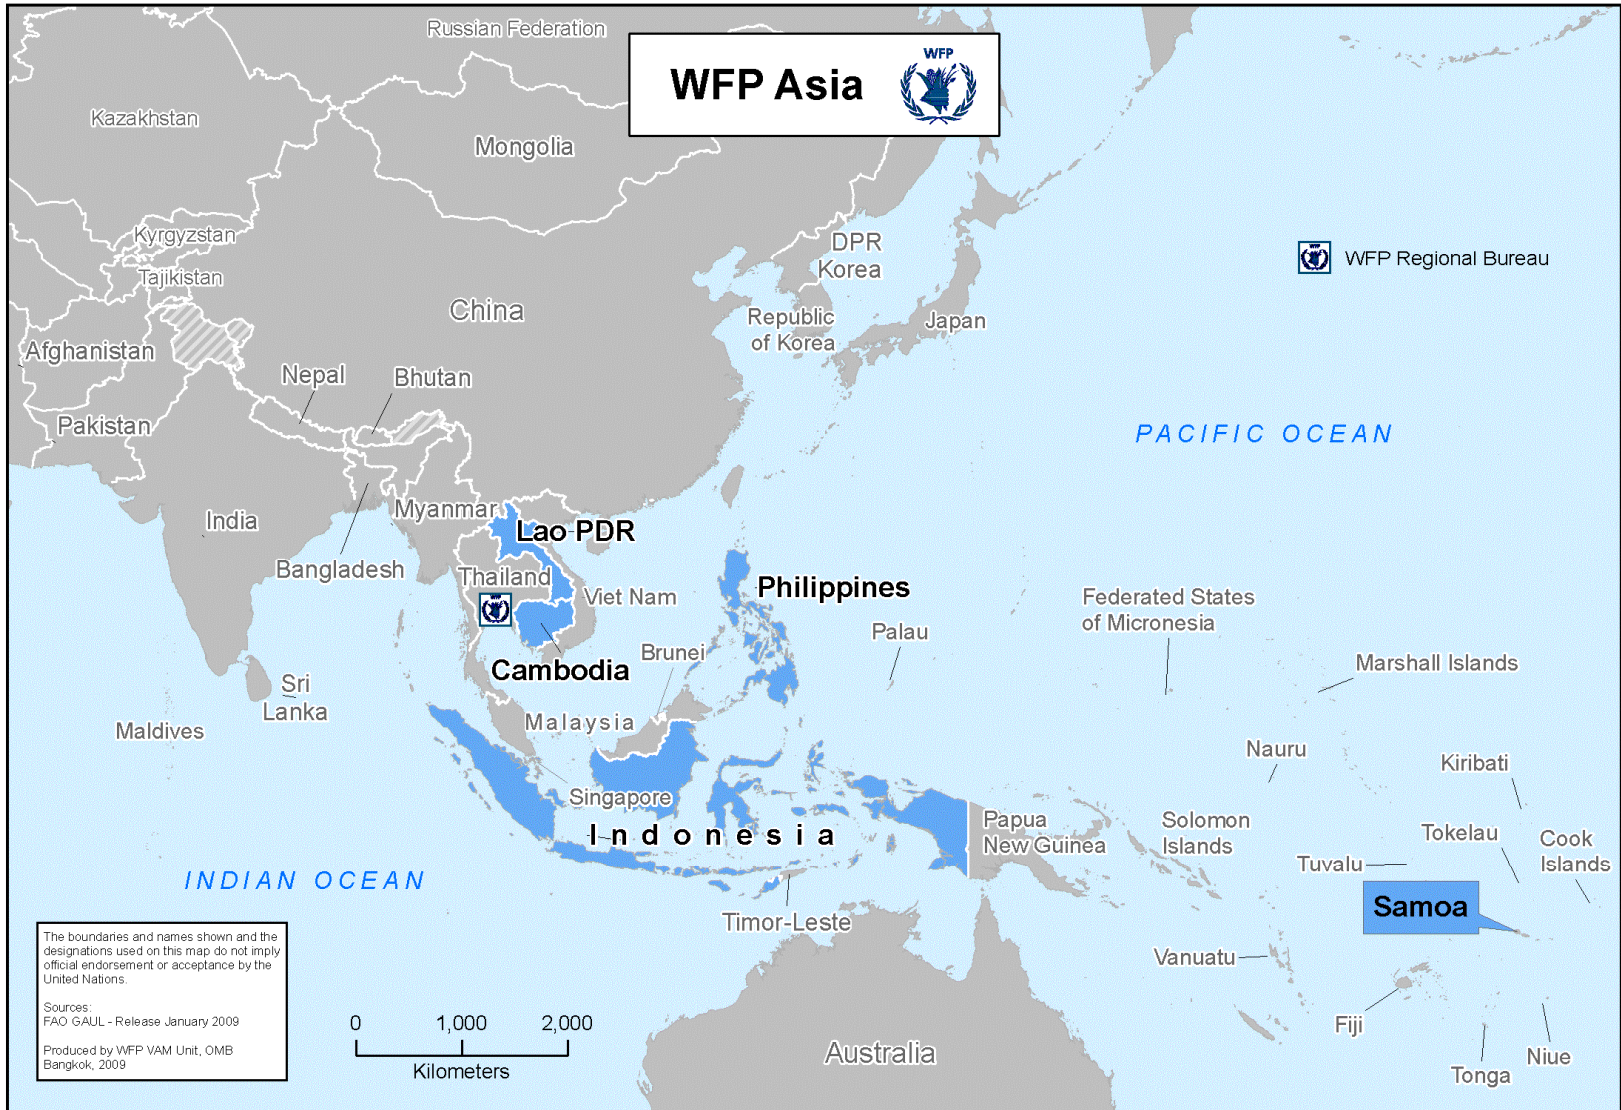 Russian Federation
WFP Asia
WFP
Kazakhstan
Mongolia
Kyrgyzstan
Tajikistan
DPR
Korea
WFP Regional Bureau
China
Republic
of Korea
Japan
Afghanistan
Nepal
Bhutan
Pakistan
PACIFIC OCEAN
India
Myanmar
Lao PDR
Bangladesh
Thailand
WFP
Viet Nam
Philippines
Federated States
of Micronesia
Palau
Cambodia
Brunei
Marshall Islands
Sri
Lanka
Maldives
Malaysia
Nauru
Kiribati
Singapore
Indonesia
Papua
New Guinea
Solomon
Islands
Tokelau
Cook
Islands
Tuvalu
INDIAN OCEAN
Samoa
Timor-Leste
Vanuatu
Fiji
Niue
Tonga
Australia
The boundaries and names shown and the
designations used on this map do not imply
official endorsement or acceptance by the
United Nations.
Sources:
FAO GAUL - Release January 2009
Produced by WFP VAM Unit, OMB
Bangkok, 2009
0 1,000 2,000
Kilometers